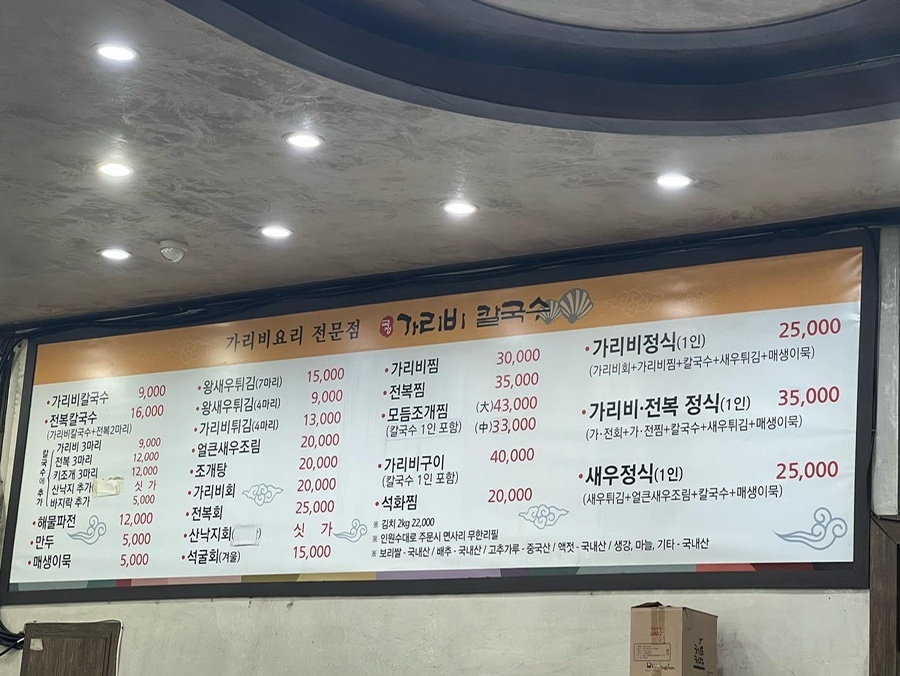 가리비요리 전문점 가리비 칼국수
•가리비칼국수 9,000
•전복칼국수 16,000
(가리비칼국수+전복2마리)
칼국수에 추가
가리비 3마리 9,000
전복 3마리 12,000
키조개 3마리 12,000
산낙지 추가 싯 가
바지락 추가 5,000
•해물파전 12,000
•만두 5,000
•매생이묵 5,000
•왕새우튀김(7마리) 15,000
•왕새우튀김(4마리) 9,000
•가리비튀김(4마리) 13,000
•얼큰새우조림 20,000
•조개탕 20,000
•가리비회 20,000
•전복회 25,000
•산낙지회 싯 가
•석굴회(겨울) 15,000
•가리비찜 30,000
•전복찜 35,000
•모듬조개찜 (大)43,000
(칼국수 1인 포함) (中)33,000
•가리비구이 40,000
(칼국수 1인 포함)
•석화찜 20,000
※ 김치 2kg 22,000
※ 인원수대로 주문시 면사리 무한리필
※ 보리쌀 - 국내산 / 배추 - 국내산 / 고추가루 - 중국산 / 액젓 - 국내산 / 생강, 마늘, 기타 - 국내산
•가리비정식(1인) 25,000
(가리비회+가리비찜+칼국수+새우튀김+매생이묵)
•가리비·전복 정식(1인) 35,000
(가·전회+가·전찜+칼국수+새우튀김+매생이묵)
•새우정식(1인) 25,000
(새우튀김+얼큰새우조림+칼국수+매생이묵)